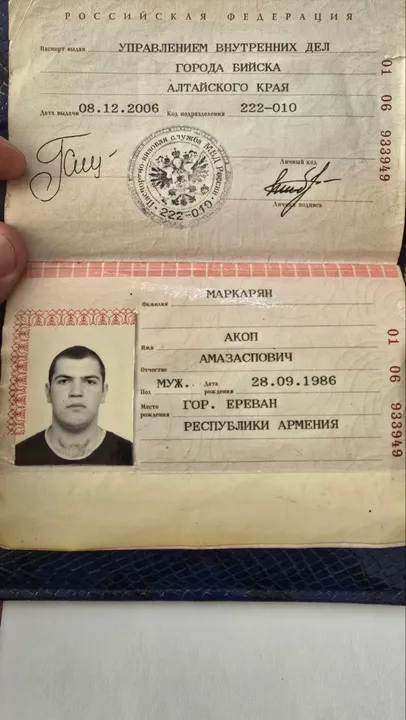 РОССИЙСКАЯ ФЕДЕРАЦИЯ
Паспорт выдан УПРАВЛЕНИЕМ ВНУТРЕННИХ ДЕЛ
ГОРОДА БИЙСКА
АЛТАЙСКОГО КРАЯ
Дата выдачи 08.12.2006 Код подразделения 222-010
Личный код
Личная подпись
Паспортно-визовая служба МВД России
222-010
01 06 933949
МАРКАРЯН
Фамилия
АКОП
Имя
АМАЗАСПОВИЧ
Отчество
МУЖ. Дата рождения 28.09.1986
Пол
Место рождения ГОР. ЕРЕВАН
РЕСПУБЛИКИ АРМЕНИЯ
01 06 933949